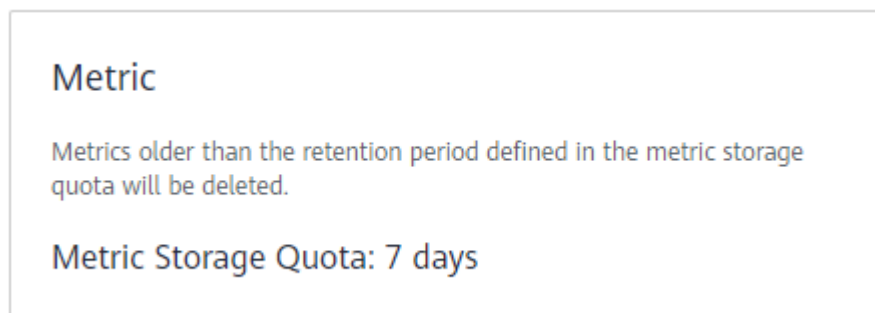 Metric
Metrics older than the retention period defined in the metric storage
quota will be deleted.
Metric Storage Quota: 7 days